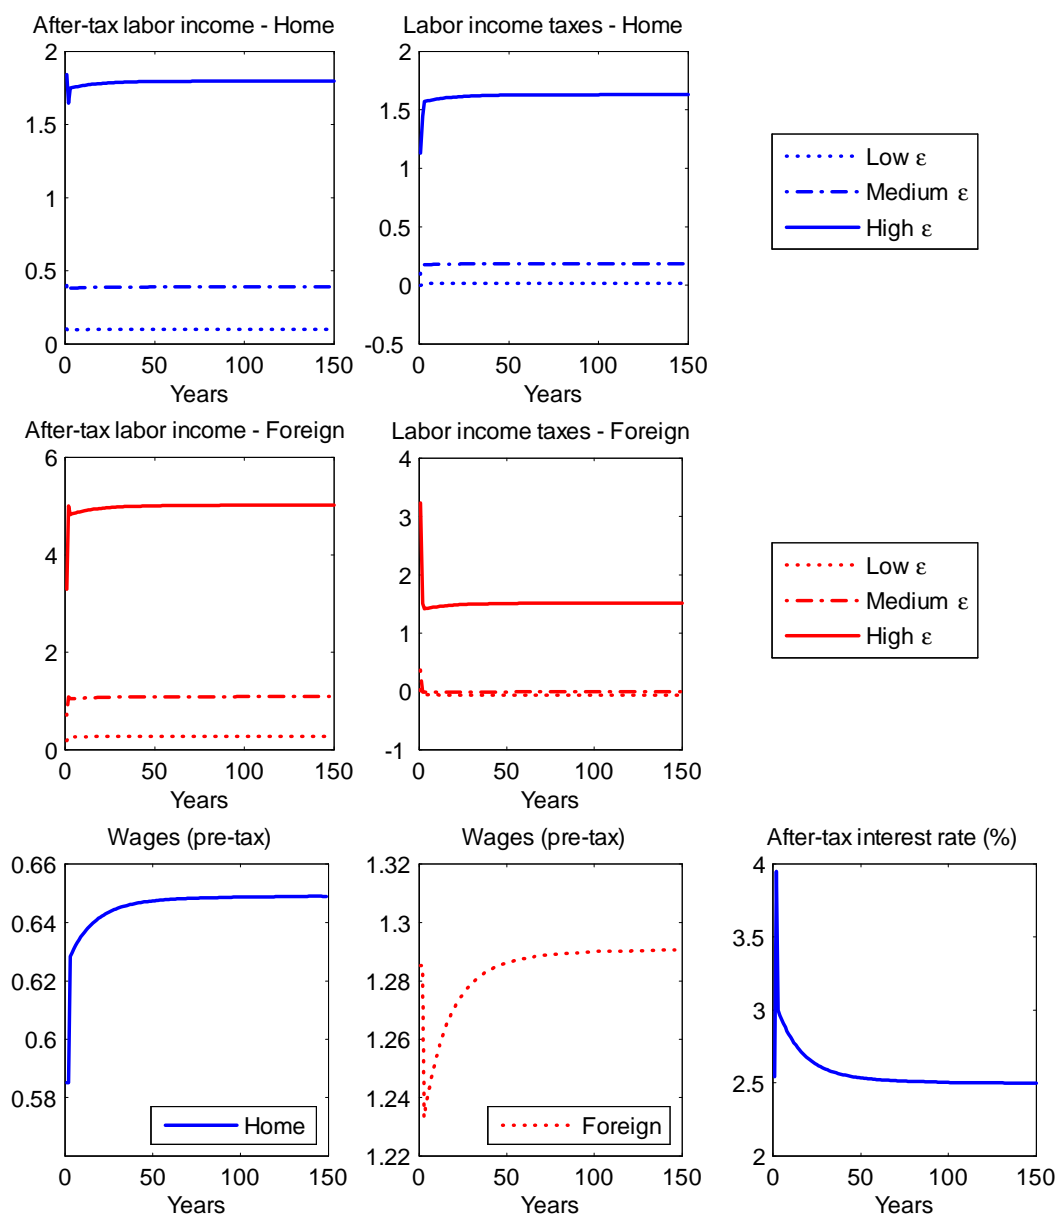 After-tax labor income - Home
2
1.5
1
0.5
0
0 50 100 150
Years
Labor income taxes - Home
2
1.5
1
0.5
0
-0.5
0 50 100 150
Years
Low ε
Medium ε
High ε
After-tax labor income - Foreign
6
4
2
0
0 50 100 150
Years
Labor income taxes - Foreign
4
3
2
1
0
-1
0 50 100 150
Years
Low ε
Medium ε
High ε
Wages (pre-tax)
0.66
0.64
0.62
0.6
0.58
0 50 100 150
Years
Home
Wages (pre-tax)
1.32
1.3
1.28
1.26
1.24
1.22
0 50 100 150
Years
Foreign
After-tax interest rate (%)
4
3.5
3
2.5
2
0 50 100 150
Years